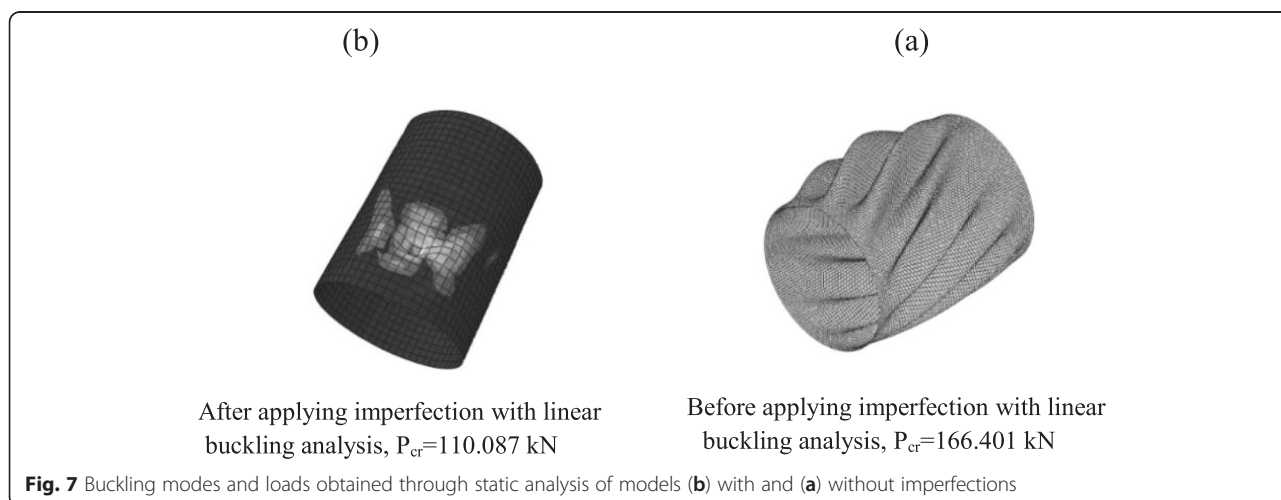 (b)
(a)
After applying imperfection with linear
buckling analysis, Pcr=110.087 kN
Before applying imperfection with linear
buckling analysis, Pcr=166.401 kN
Fig. 7 Buckling modes and loads obtained through static analysis of models (b) with and (a) without imperfections